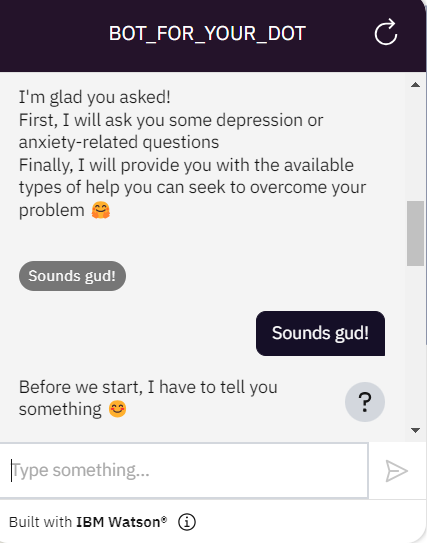 BOT_FOR_YOUR_DOT
I'm glad you asked!
First, I will ask you some depression or
anxiety-related questions
Finally, I will provide you with the available
types of help you can seek to overcome your
problem 🤗
Sounds gud!
Sounds gud!
Before we start, I have to tell you
something 😊
?
Type something...
Built with IBM Watson®